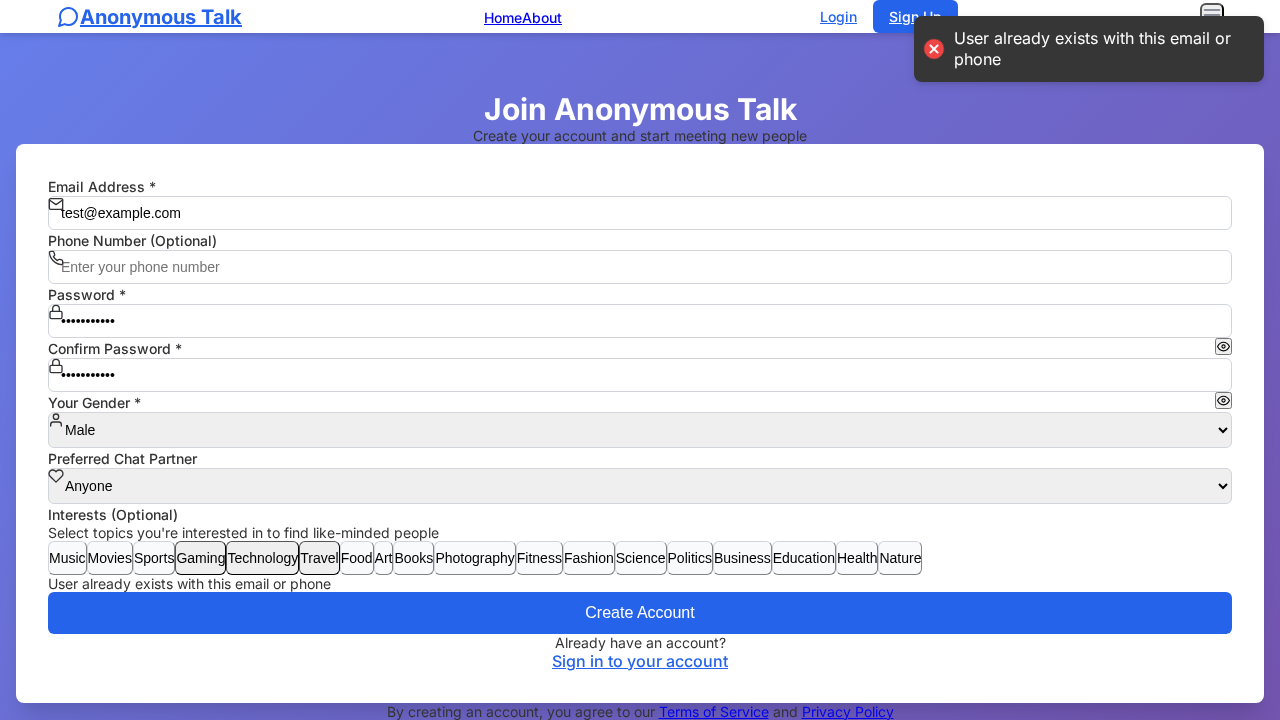 Anonymous Talk
Home About
Login
Sign Up
User already exists with this email or
phone
Join Anonymous Talk
Create your account and start meeting new people
Email Address *
test@example.com
Phone Number (Optional)
Enter your phone number
Password *
•••••••••••
Confirm Password *
•••••••••••
Your Gender *
Male
Preferred Chat Partner
Anyone
Interests (Optional)
Select topics you're interested in to find like-minded people
Music Movies Sports Gaming Technology Travel Food Art Books Photography Fitness Fashion Science Politics Business Education Health Nature
User already exists with this email or phone
Create Account
Already have an account?
Sign in to your account
By creating an account, you agree to our Terms of Service and Privacy Policy